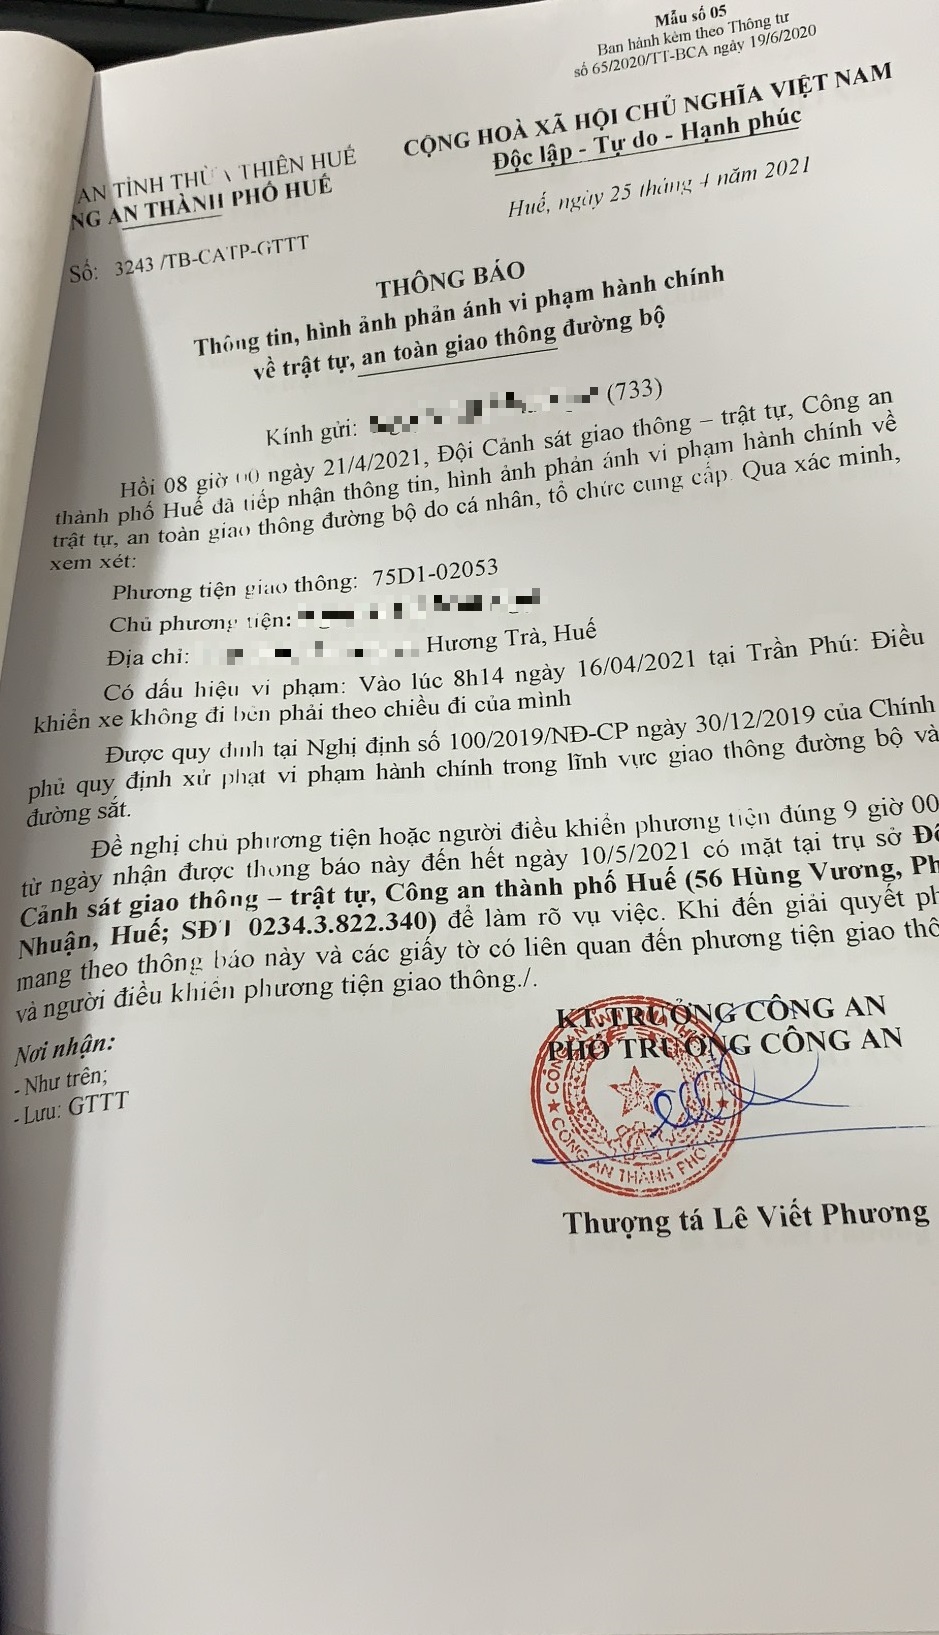 Mẫu số 05
Ban hành kèm theo Thông tư
số 65/2020/TT-BCA ngày 19/6/2020
AN TỈNH THỪA THIÊN HUẾ
NG AN THÀNH PHỐ HUẾ
CỘNG HOÀ XÃ HỘI CHỦ NGHĨA VIỆT NAM
Độc lập - Tự do - Hạnh phúc
Số: 3243 /TB-CATP-GTTT
Huế, ngày 25 tháng 4 năm 2021
THÔNG BÁO
Thông tin, hình ảnh phản ánh vi phạm hành chính
về trật tự, an toàn giao thông đường bộ
Kính gửi: (733)
Hồi 08 giờ 00 ngày 21/4/2021, Đội Cảnh sát giao thông – trật tự, Công an
thành phố Huế đã tiếp nhận thông tin, hình ảnh phản ánh vi phạm hành chính về
trật tự, an toàn giao thông đường bộ do cá nhân, tổ chức cung cấp. Qua xác minh,
xem xét:
Phương tiện giao thông: 75D1-02053
Chủ phương tiện:
Địa chỉ: Hương Trà, Huế
Có dấu hiệu vi phạm: Vào lúc 8h14 ngày 16/04/2021 tại Trần Phú: Điều
khiển xe không đi bên phải theo chiều đi của mình
Được quy định tại Nghị định số 100/2019/NĐ-CP ngày 30/12/2019 của Chính
phủ quy định xử phạt vi phạm hành chính trong lĩnh vực giao thông đường bộ và
đường sắt.
Đề nghị chủ phương tiện hoặc người điều khiển phương tiện đúng 9 giờ 00
từ ngày nhận được thong báo này đến hết ngày 10/5/2021 có mặt tại trụ sở Độ
Cảnh sát giao thông – trật tự, Công an thành phố Huế (56 Hùng Vương, Ph
Nhuận, Huế; SĐT 0234.3.822.340) để làm rõ vụ việc. Khi đến giải quyết ph
mang theo thông báo này và các giấy tờ có liên quan đến phương tiện giao thô
và người điều khiển phương tiện giao thông./.
Nơi nhận:
- Như trên;
- Lưu: GTTT
KT.TRƯỞNG CÔNG AN
PHÓ TRƯỞNG CÔNG AN
CÔNG AN THÀNH PHỐ HUẾ
Thượng tá Lê Viết Phương